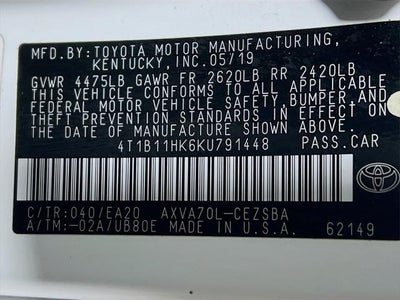 MFD.BY:TOYOTA MOTOR MANUFACTURING,
KENTUCKY,INC.05/19
GVWR 4475LB GAWR FR 2620LB RR 2420LB
THIS VEHICLE CONFORMS TO ALL APPLICABLE
FEDERAL MOTOR VEHICLE SAFETY,BUMPER,AND
THEFT PREVENTION STANDARDS IN EFFECT ON
THE DATE OF MANUFACTURE SHOWN ABOVE.
4T1B11HK6KU791448 PASS.CAR
C/TR:040/EA20 AXVA70L-CEZSBA
A/TM:-02A/UB80E MADE IN U.S.A. 62149